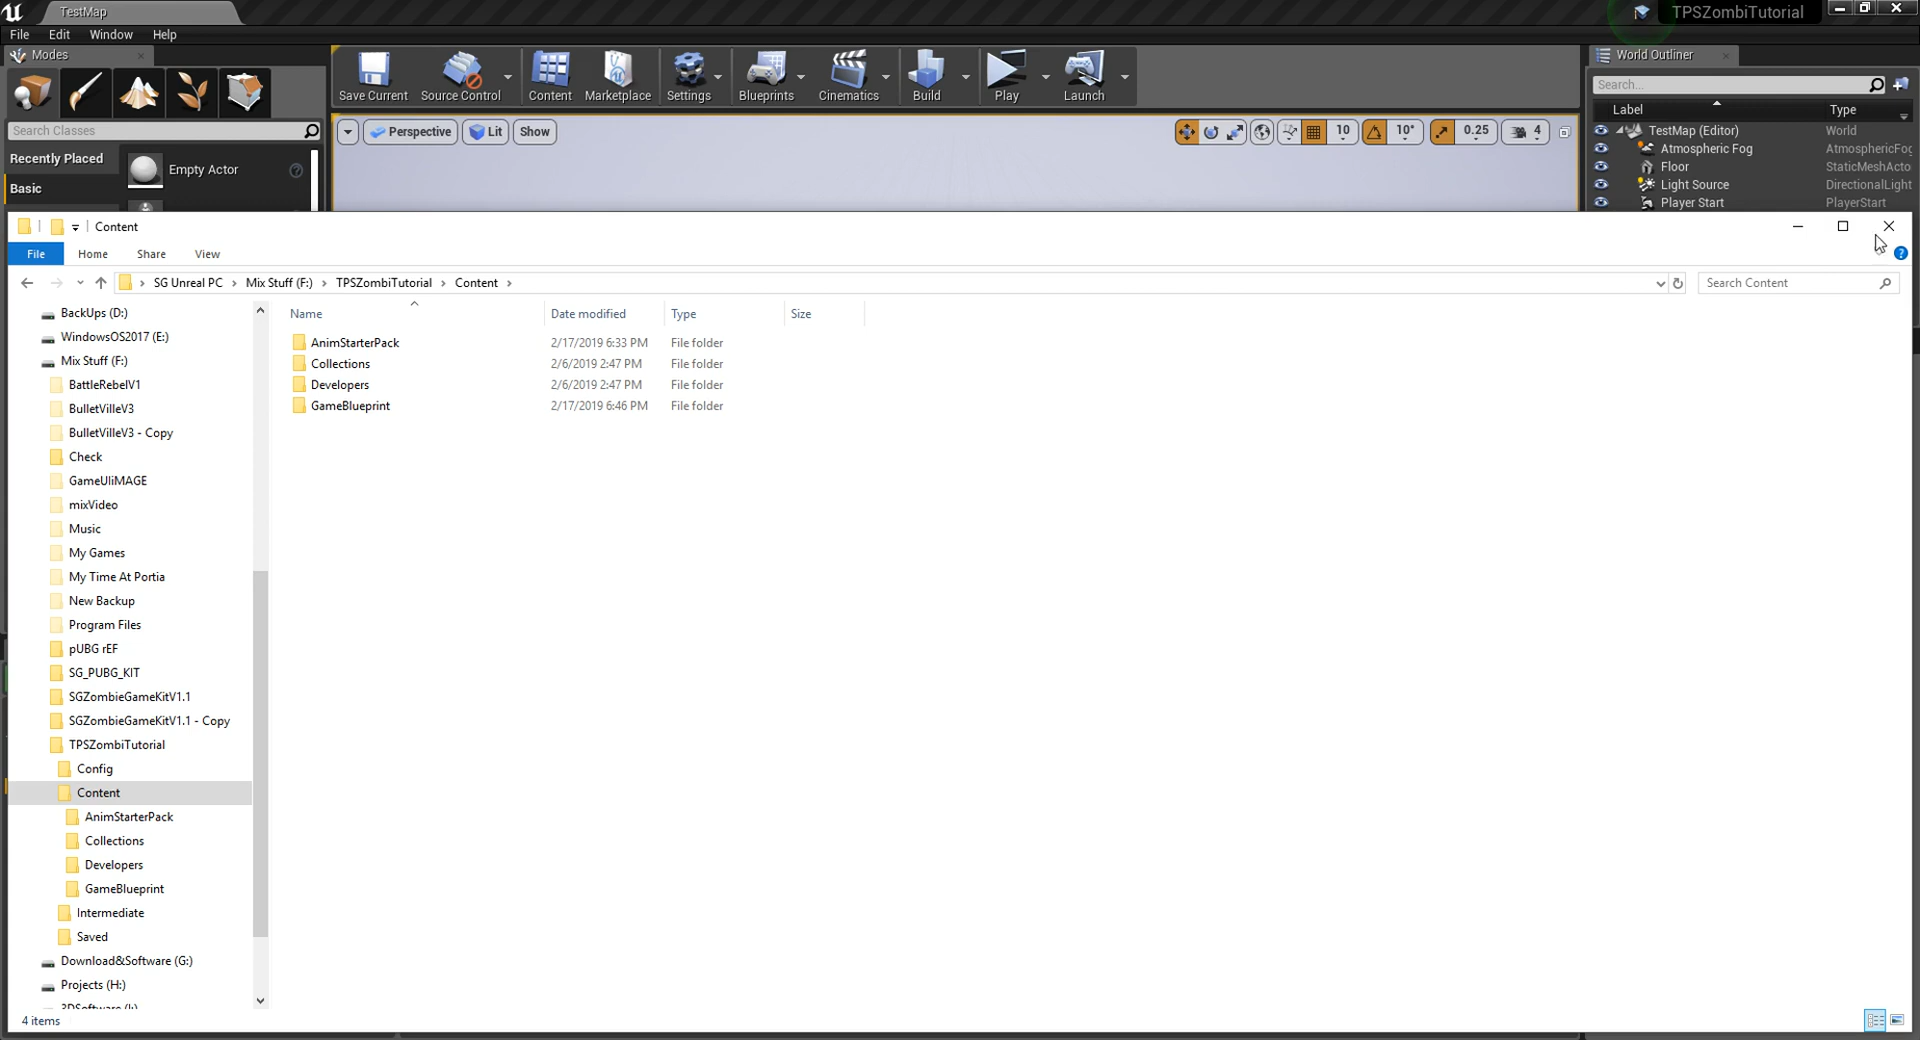 TestMap
TPSZombiTutorial
File Edit Window Help
Modes
World Outliner
Save Current Source Control Content Marketplace Settings Blueprints Cinematics Build Play Launch
Search...
Label Type
Search Classes
Perspective Lit Show 10 10° 0.25 4
TestMap (Editor) World
Recently Placed
Empty Actor
Atmospheric Fog AtmosphericFog
Floor StaticMeshActo
Basic
Light Source DirectionalLight
Player Start PlayerStart
Content
File Home Share View
SG Unreal PC > Mix Stuff (F:) > TPSZombiTutorial > Content >
Search Content
Name Date modified Type Size
AnimStarterPack 2/17/2019 6:33 PM File folder
Collections 2/6/2019 2:47 PM File folder
Developers 2/6/2019 2:47 PM File folder
GameBlueprint 2/17/2019 6:46 PM File folder
BackUps (D:)
WindowsOS2017 (E:)
Mix Stuff (F:)
BattleRebelV1
BulletVilleV3
BulletVilleV3 - Copy
Check
GameUIiMAGE
mixVideo
Music
My Games
My Time At Portia
New Backup
Program Files
pUBG rEF
SG_PUBG_KIT
SGZombieGameKitV1.1
SGZombieGameKitV1.1 - Copy
TPSZombiTutorial
Config
Content
AnimStarterPack
Collections
Developers
GameBlueprint
Intermediate
Saved
Download&Software (G:)
Projects (H:)
4 items